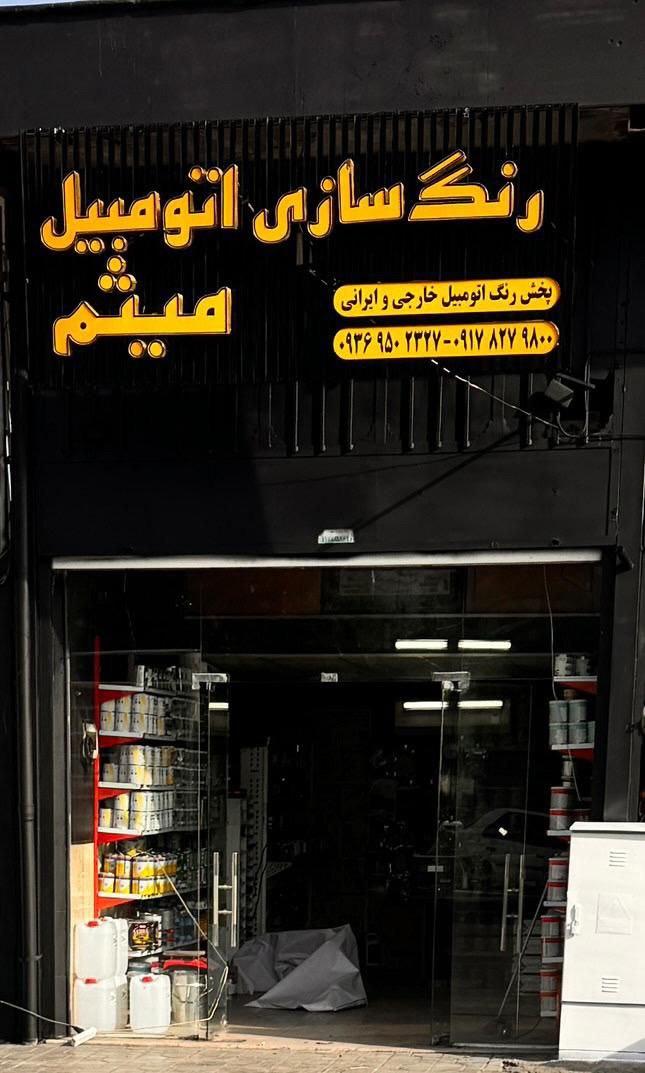 رنگ سازی اتومبیل
میثم
پخش رنگ اتومبیل خارجی و ایرانی
۰۹۳۶ ۹۵۰ ۲۳۲۷-۰۹۱۷ ۸۲۷ ۹۸۰۰